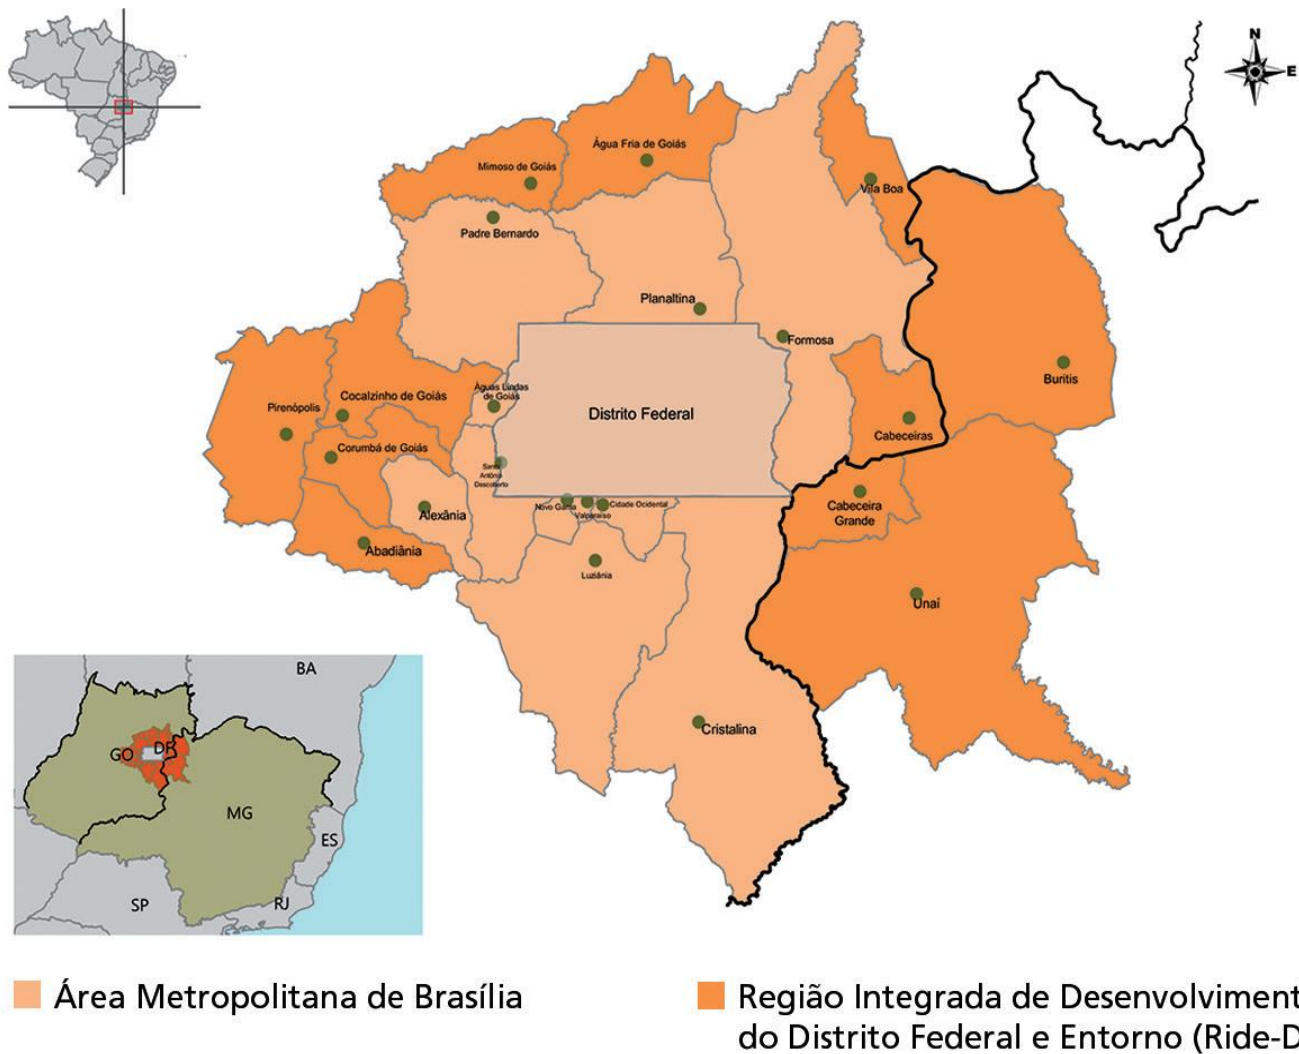 N
E
Água Fria de Goiás
Mimoso de Goiás
Vila Boa
Padre Bernardo
Planaltina
Formosa
Buritis
Águas Lindas
de Goiás
Cocalzinho de Goiás
Pirenópolis
Distrito Federal
Cabeceiras
Corumbá de Goiás
Santo
Antônio
Descoberto
Novo Gama
Valparaíso
Cidade Ocidental
Cabeceira
Grande
Alexânia
Abadiânia
Luziânia
Unaí
Cristalina
BA
GO
DF
MG
ES
SP
RJ
Área Metropolitana de Brasília
Região Integrada de Desenvolviment
do Distrito Federal e Entorno (Ride-D